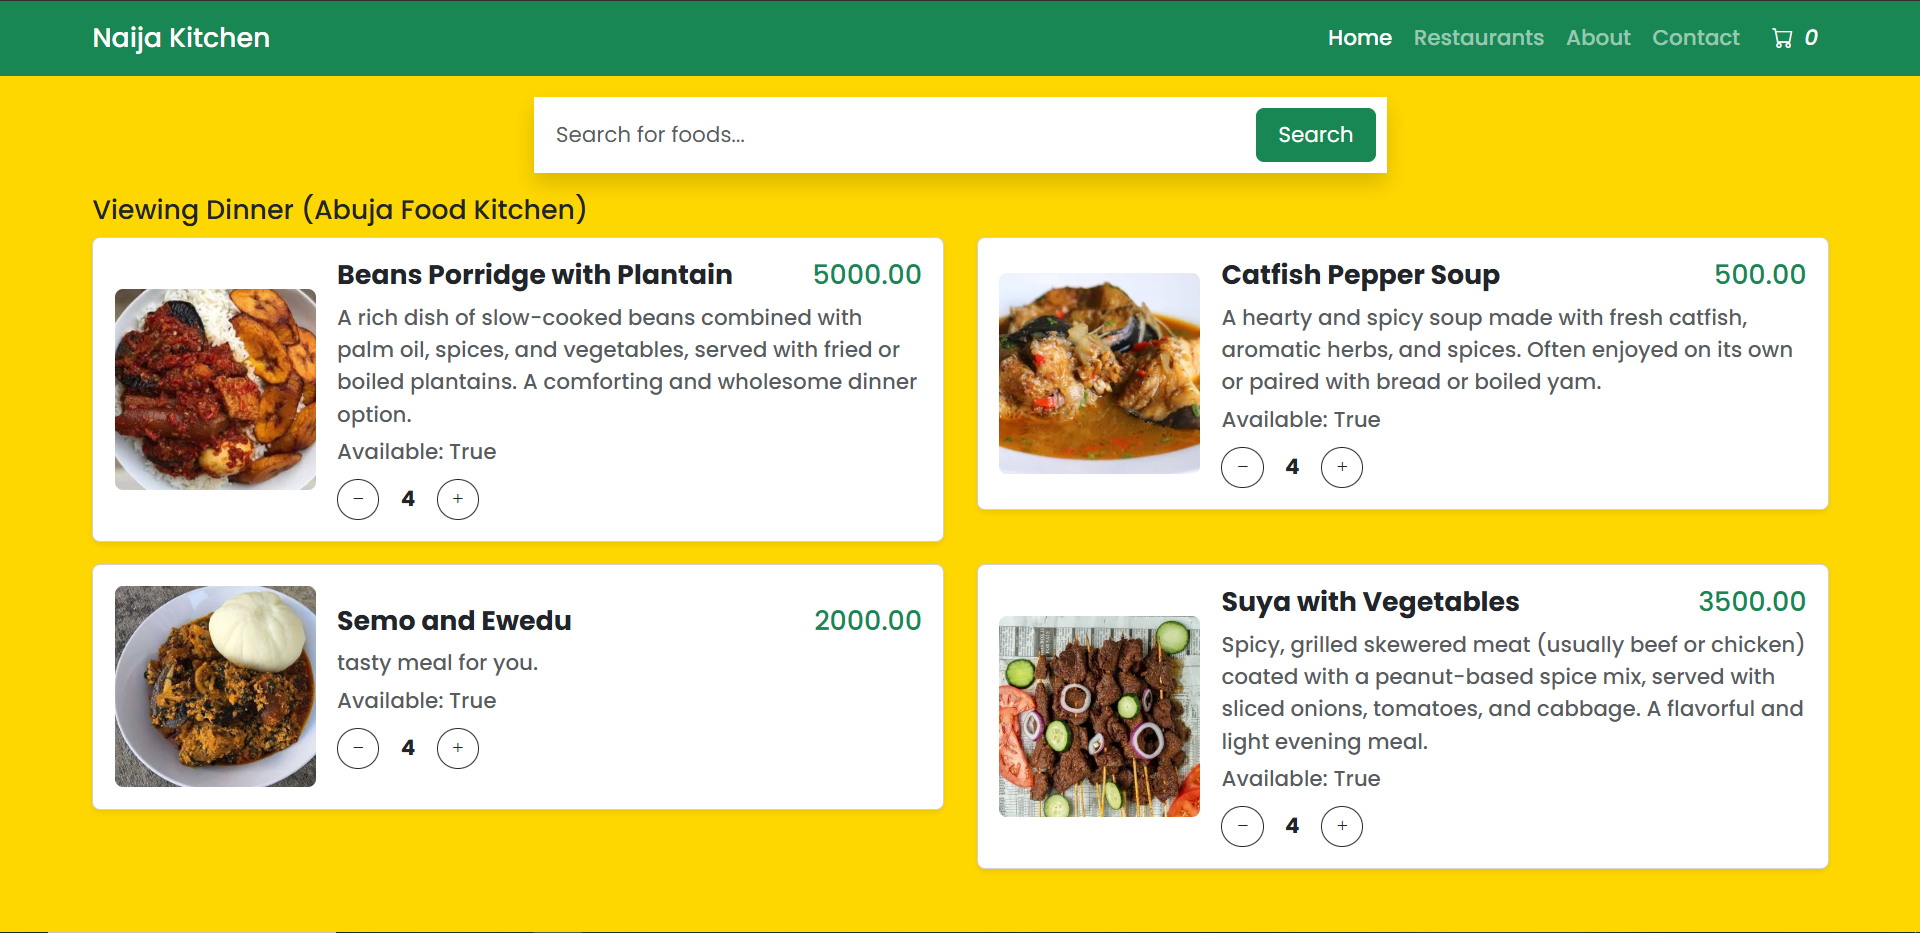 Naija Kitchen
Home Restaurants About Contact 0
Search for foods...
Search
Viewing Dinner (Abuja Food Kitchen)
Beans Porridge with Plantain 5000.00
A rich dish of slow-cooked beans combined with
palm oil, spices, and vegetables, served with fried or
boiled plantains. A comforting and wholesome dinner
option.
Available: True
− 4 +
Catfish Pepper Soup 500.00
A hearty and spicy soup made with fresh catfish,
aromatic herbs, and spices. Often enjoyed on its own
or paired with bread or boiled yam.
Available: True
− 4 +
Semo and Ewedu 2000.00
tasty meal for you.
Available: True
− 4 +
Suya with Vegetables 3500.00
Spicy, grilled skewered meat (usually beef or chicken)
coated with a peanut-based spice mix, served with
sliced onions, tomatoes, and cabbage. A flavorful and
light evening meal.
Available: True
− 4 +